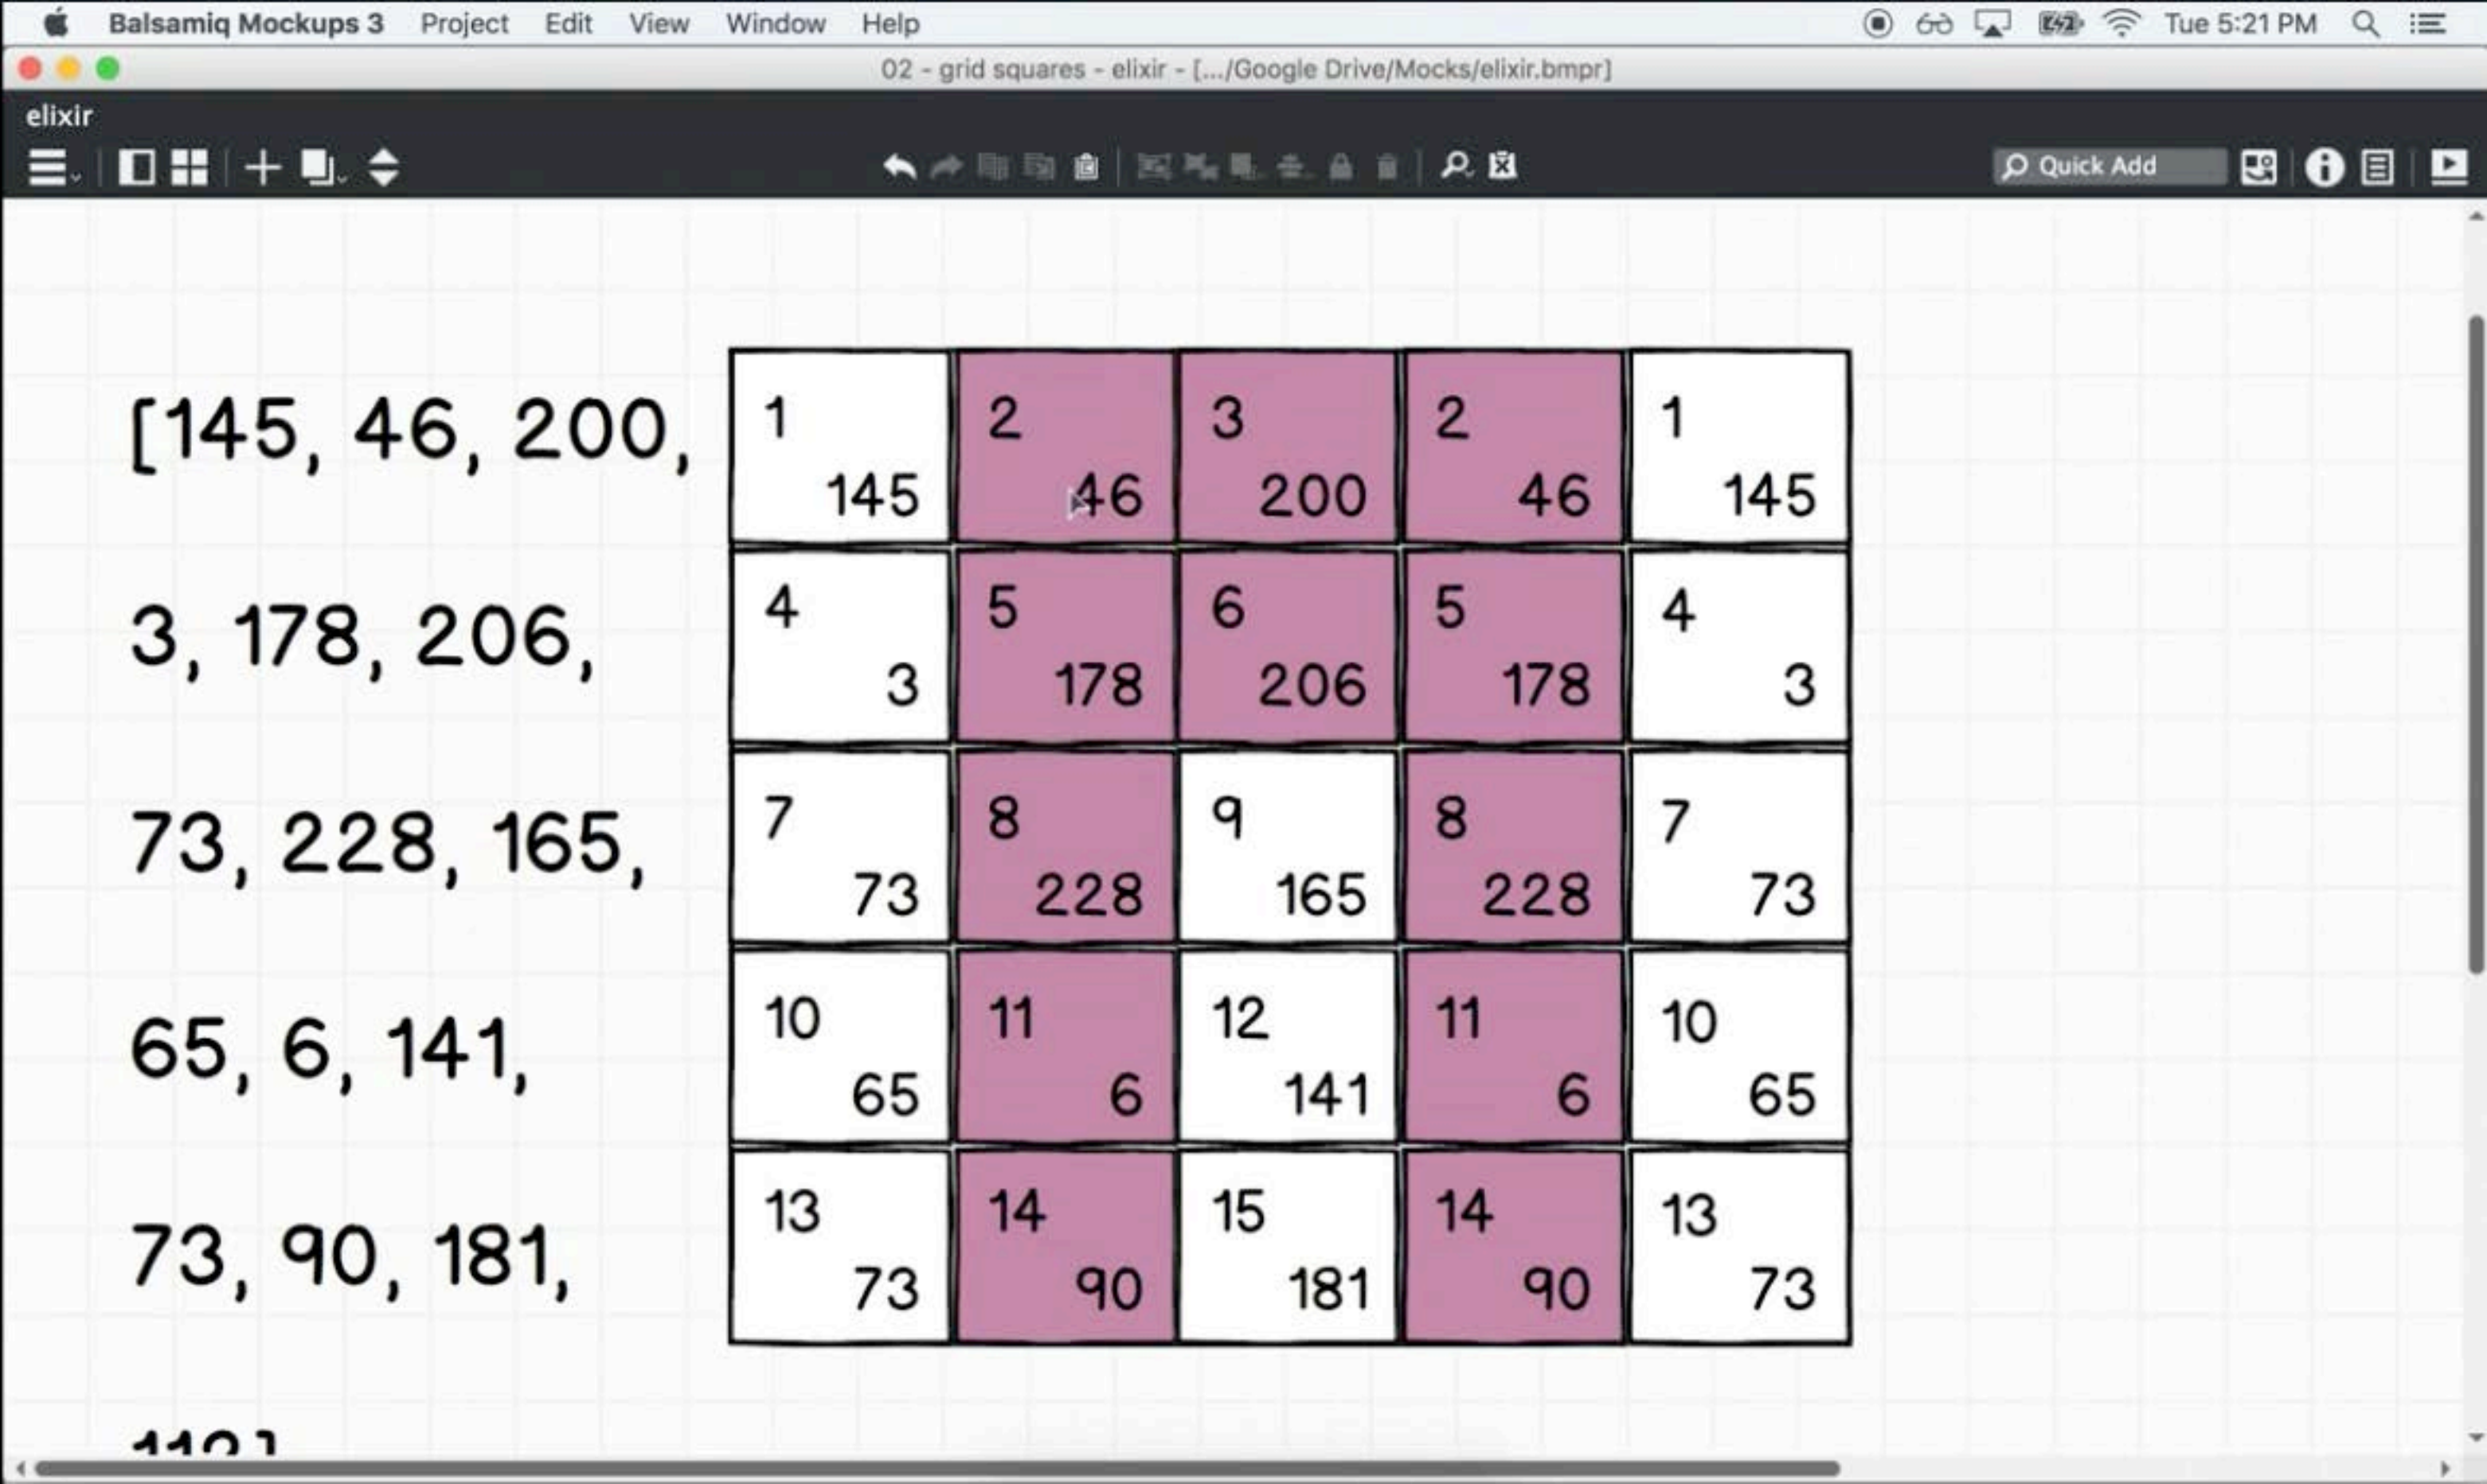 Balsamiq Mockups 3 Project Edit View Window Help Tue 5:21 PM
02 - grid squares - elixir - [.../Google Drive/Mocks/elixir.bmpr]
elixir
Quick Add
[145, 46, 200,
1 2 3 2 1
145 46 200 46 145
3, 178, 206,
4 5 6 5 4
3 178 206 178 3
73, 228, 165,
7 8 9 8 7
73 228 165 228 73
65, 6, 141,
10 11 12 11 10
65 6 141 6 65
73, 90, 181,
13 14 15 14 13
73 90 181 90 73